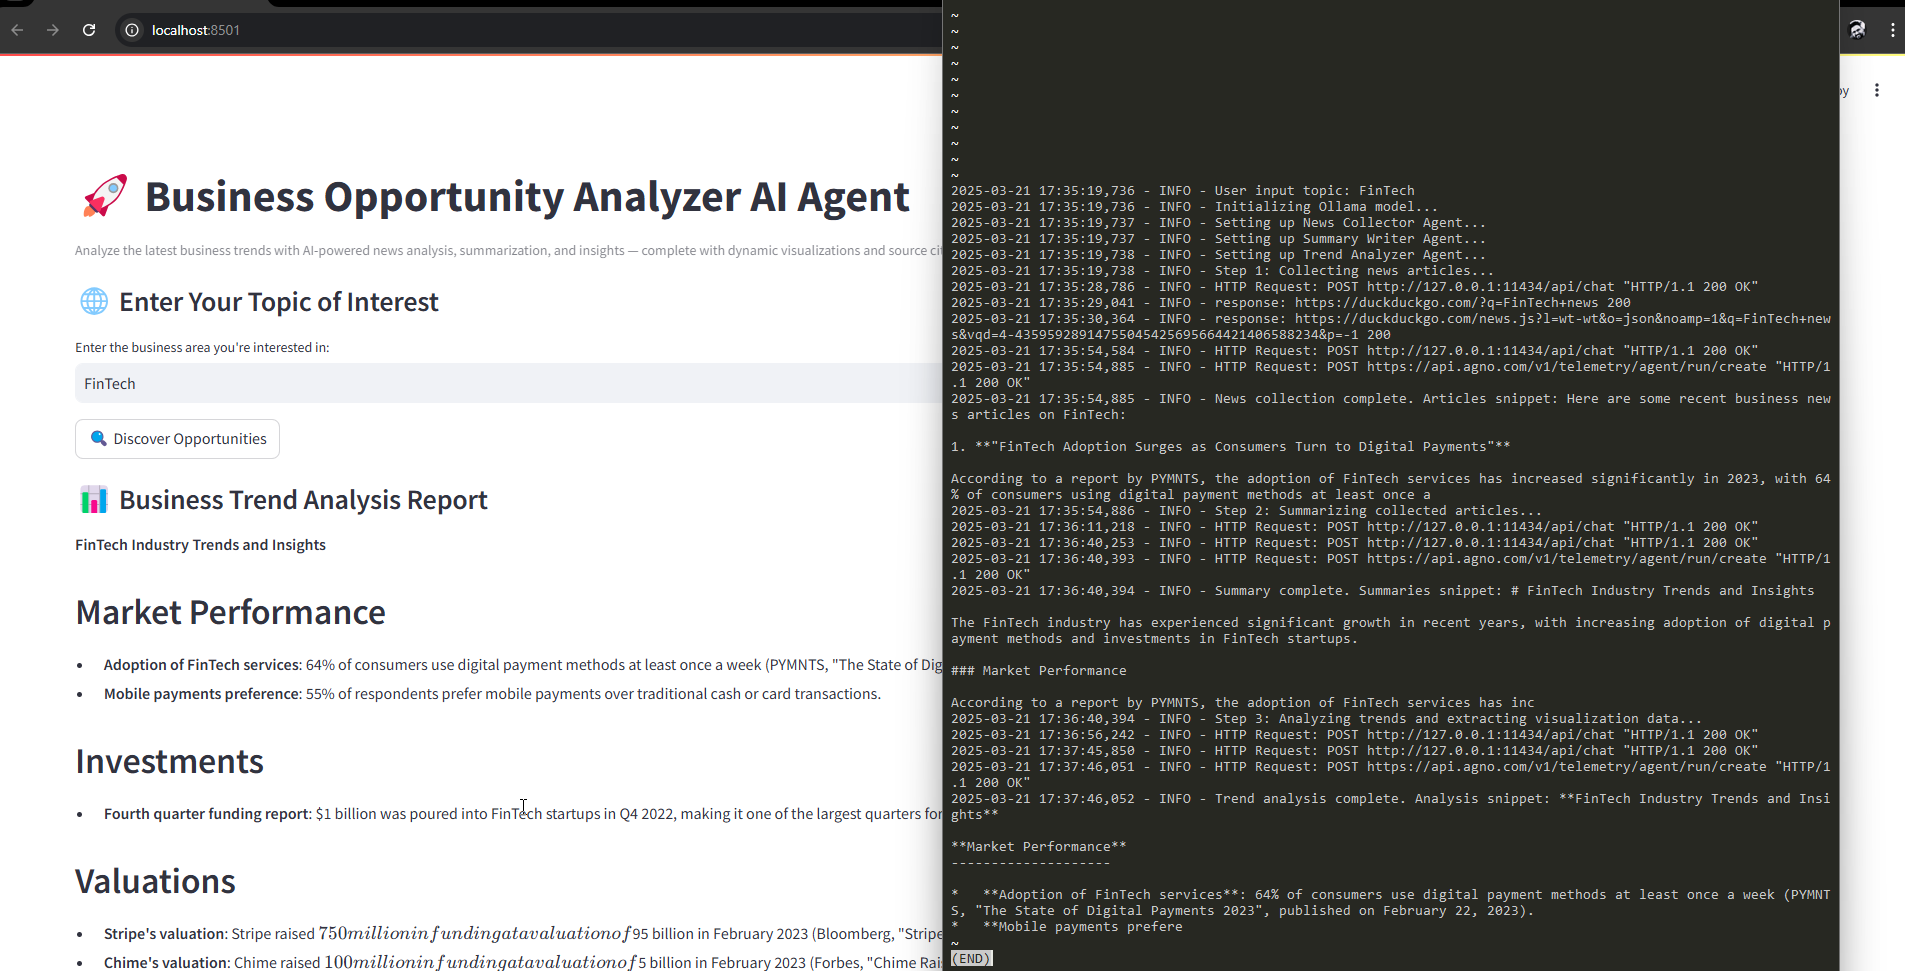 localhost:8501
by
🚀 Business Opportunity Analyzer AI Agent
Analyze the latest business trends with AI-powered news analysis, summarization, and insights — complete with dynamic visualizations and source
🌐 Enter Your Topic of Interest
Enter the business area you're interested in:
FinTech
🔍 Discover Opportunities
📊 Business Trend Analysis Report
FinTech Industry Trends and Insights
Market Performance
• Adoption of FinTech services: 64% of consumers use digital payment methods at least once a week (PYMNTS, "The State of Dig
• Mobile payments preference: 55% of respondents prefer mobile payments over traditional cash or card transactions.
Investments
• Fourth quarter funding report: $1 billion was poured into FinTech startups in Q4 2022, making it one of the largest quarters for
Valuations
• Stripe's valuation: Stripe raised 750millioninfundingatavaluationof95 billion in February 2023 (Bloomberg, "Stripe
• Chime's valuation: Chime raised 100millioninfundingatavaluationof5 billion in February 2023 (Forbes, "Chime Rai
~
~
~
~
~
~
~
~
~
~
~
2025-03-21 17:35:19,736 - INFO - User input topic: FinTech
2025-03-21 17:35:19,736 - INFO - Initializing Ollama model...
2025-03-21 17:35:19,737 - INFO - Setting up News Collector Agent...
2025-03-21 17:35:19,737 - INFO - Setting up Summary Writer Agent...
2025-03-21 17:35:19,738 - INFO - Setting up Trend Analyzer Agent...
2025-03-21 17:35:19,738 - INFO - Step 1: Collecting news articles...
2025-03-21 17:35:28,786 - INFO - HTTP Request: POST http://127.0.0.1:11434/api/chat "HTTP/1.1 200 OK"
2025-03-21 17:35:29,041 - INFO - response: https://duckduckgo.com/?q=FinTech+news 200
2025-03-21 17:35:30,364 - INFO - response: https://duckduckgo.com/news.js?l=wt-wt&o=json&noamp=1&q=FinTech+new
s&vqd=4-43595928914755045425695664421406588234&p=-1 200
2025-03-21 17:35:54,584 - INFO - HTTP Request: POST http://127.0.0.1:11434/api/chat "HTTP/1.1 200 OK"
2025-03-21 17:35:54,885 - INFO - HTTP Request: POST https://api.agno.com/v1/telemetry/agent/run/create "HTTP/1
.1 200 OK"
2025-03-21 17:35:54,885 - INFO - News collection complete. Articles snippet: Here are some recent business new
s articles on FinTech:
1. **"FinTech Adoption Surges as Consumers Turn to Digital Payments"**
According to a report by PYMNTS, the adoption of FinTech services has increased significantly in 2023, with 64
% of consumers using digital payment methods at least once a
2025-03-21 17:35:54,886 - INFO - Step 2: Summarizing collected articles...
2025-03-21 17:36:11,218 - INFO - HTTP Request: POST http://127.0.0.1:11434/api/chat "HTTP/1.1 200 OK"
2025-03-21 17:36:40,253 - INFO - HTTP Request: POST http://127.0.0.1:11434/api/chat "HTTP/1.1 200 OK"
2025-03-21 17:36:40,393 - INFO - HTTP Request: POST https://api.agno.com/v1/telemetry/agent/run/create "HTTP/1
.1 200 OK"
2025-03-21 17:36:40,394 - INFO - Summary complete. Summaries snippet: # FinTech Industry Trends and Insights
The FinTech industry has experienced significant growth in recent years, with increasing adoption of digital p
ayment methods and investments in FinTech startups.
### Market Performance
According to a report by PYMNTS, the adoption of FinTech services has inc
2025-03-21 17:36:40,394 - INFO - Step 3: Analyzing trends and extracting visualization data...
2025-03-21 17:36:56,242 - INFO - HTTP Request: POST http://127.0.0.1:11434/api/chat "HTTP/1.1 200 OK"
2025-03-21 17:37:45,850 - INFO - HTTP Request: POST http://127.0.0.1:11434/api/chat "HTTP/1.1 200 OK"
2025-03-21 17:37:46,051 - INFO - HTTP Request: POST https://api.agno.com/v1/telemetry/agent/run/create "HTTP/1
.1 200 OK"
2025-03-21 17:37:46,052 - INFO - Trend analysis complete. Analysis snippet: **FinTech Industry Trends and Insi
ghts**
**Market Performance**
--------------------
* **Adoption of FinTech services**: 64% of consumers use digital payment methods at least once a week (PYMNT
S, "The State of Digital Payments 2023", published on February 22, 2023).
* **Mobile payments prefere
~
(END)